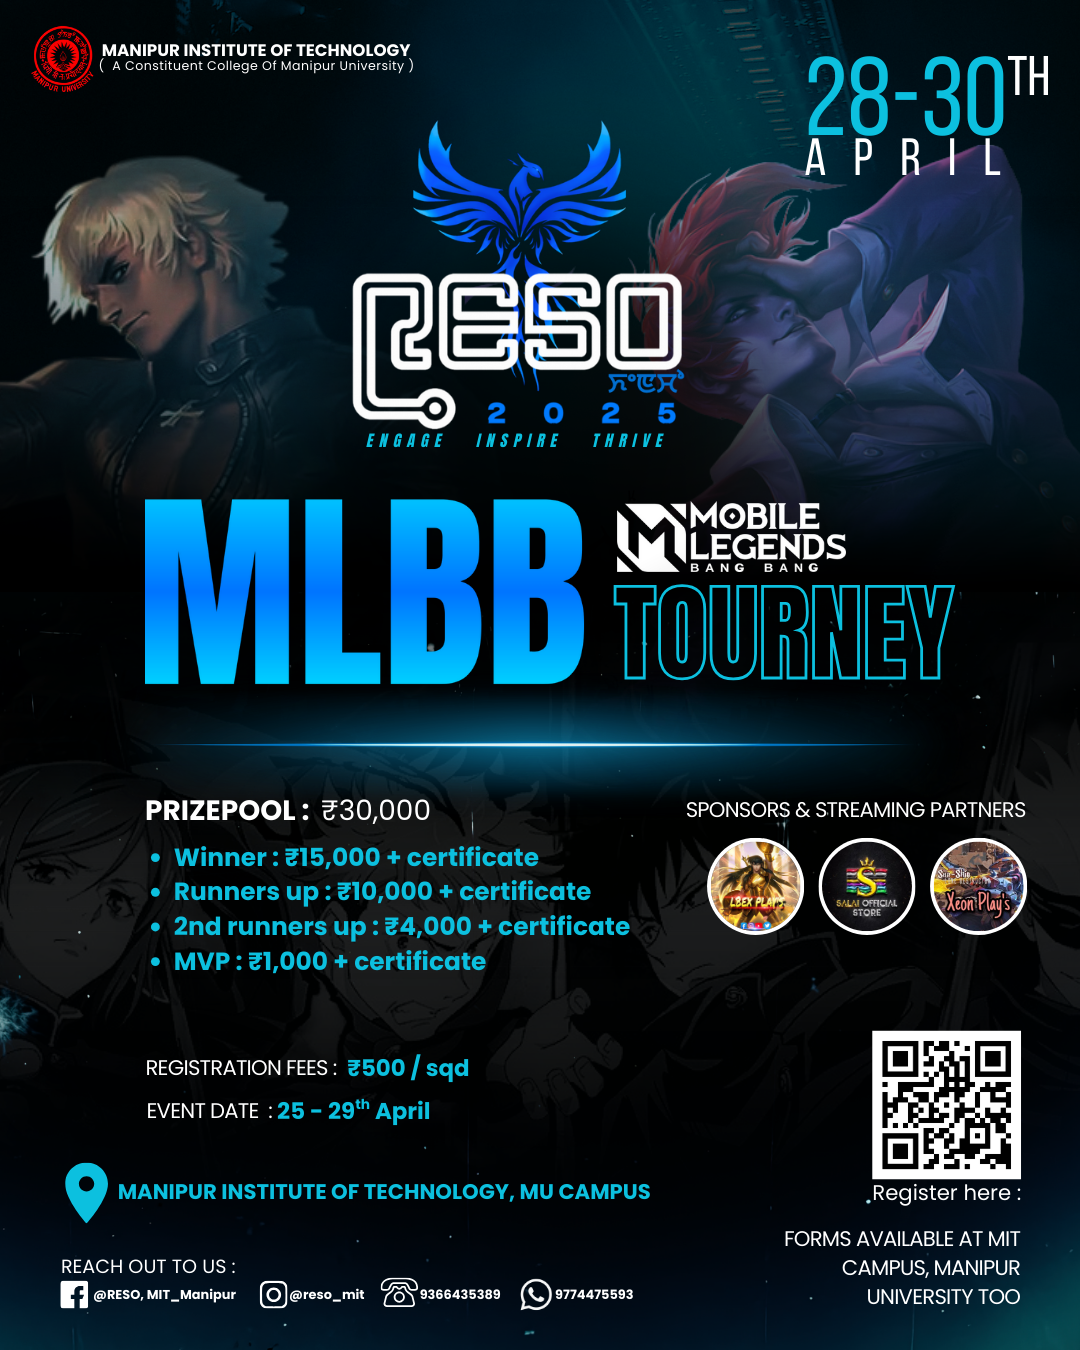 MANIPUR INSTITUTE OF TECHNOLOGY
( A Constituent College Of Manipur University )
MANIPUR UNIVERSITY
28-30TH
APRIL
RESO
2025
ENGAGE INSPIRE THRIVE
MLBB
MOBILE
LEGENDS
BANG BANG
TOURNEY
PRIZEPOOL : ₹30,000
• Winner : ₹15,000 + certificate
• Runners up : ₹10,000 + certificate
• 2nd runners up : ₹4,000 + certificate
• MVP : ₹1,000 + certificate
SPONSORS & STREAMING PARTNERS
LBEX PLAY'S
SALAI OFFICIAL
STORE
Xeon Play's
REGISTRATION FEES : ₹500 / sqd
EVENT DATE : 25 - 29th April
MANIPUR INSTITUTE OF TECHNOLOGY, MU CAMPUS
Register here :
FORMS AVAILABLE AT MIT
CAMPUS, MANIPUR
UNIVERSITY TOO
REACH OUT TO US :
@RESO, MIT_Manipur @reso_mit 9366435389 9774475593